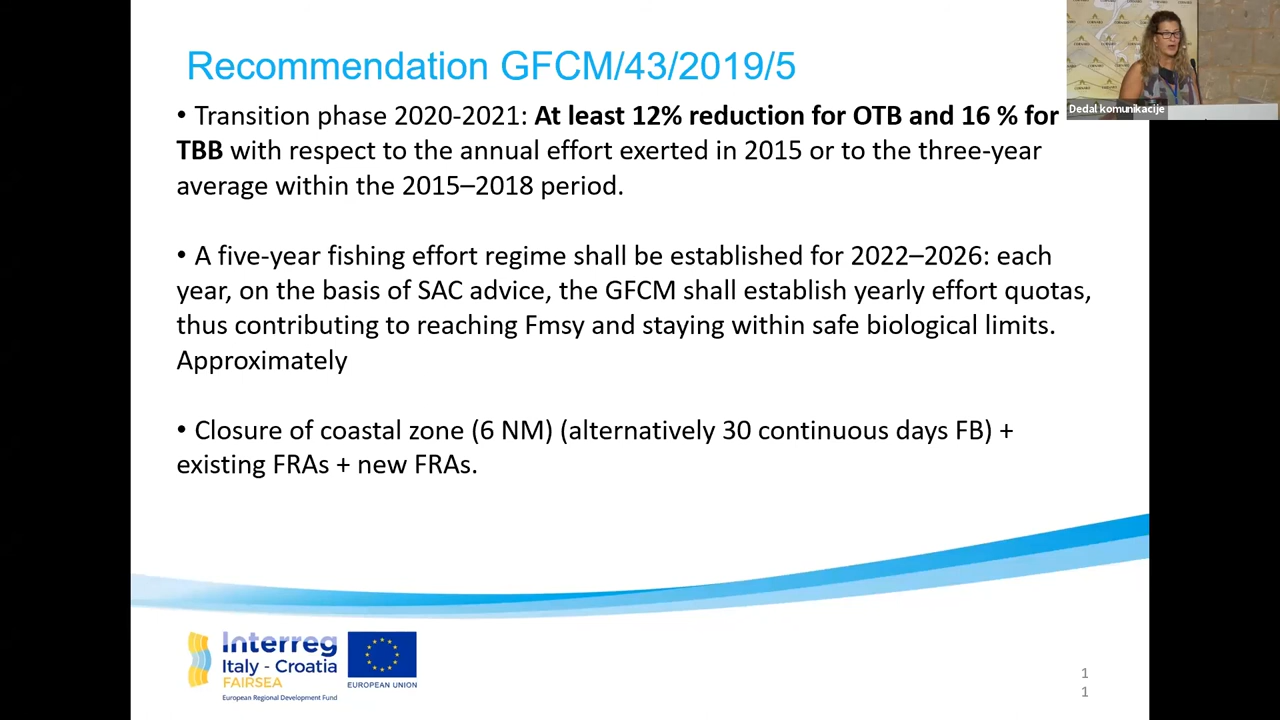 Recommendation GFCM/43/2019/5
• Transition phase 2020-2021: At least 12% reduction for OTB and 16 % for
TBB with respect to the annual effort exerted in 2015 or to the three-year
average within the 2015–2018 period.
• A five-year fishing effort regime shall be established for 2022–2026: each
year, on the basis of SAC advice, the GFCM shall establish yearly effort quotas,
thus contributing to reaching Fmsy and staying within safe biological limits.
Approximately
• Closure of coastal zone (6 NM) (alternatively 30 continuous days FB) +
existing FRAs + new FRAs.
Dedal komunikacije
Interreg
Italy - Croatia
FAIRSEA
European Regional Development Fund
EUROPEAN UNION
1
1